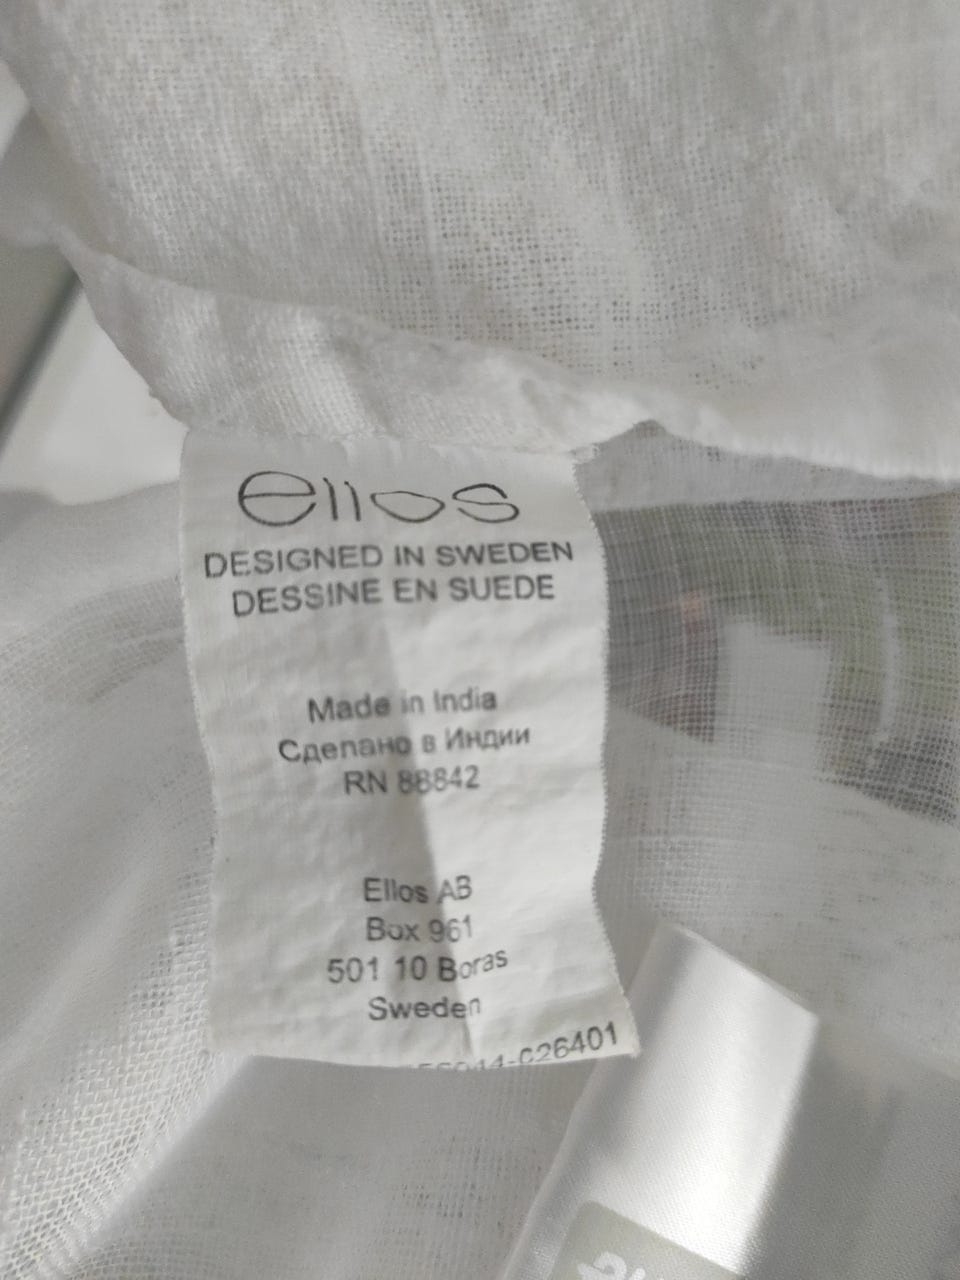 ellos
DESIGNED IN SWEDEN
DESSINE EN SUEDE
Made in India
Сделано в Индии
RN 88842
Ellos AB
Box 961
501 10 Boras
Sweden